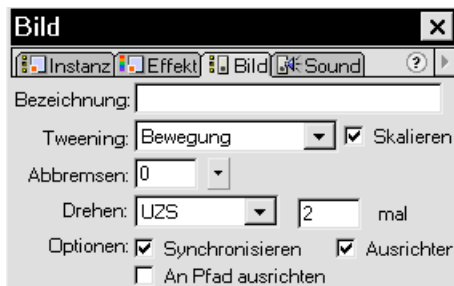 Bild
Instanz Effekt Bild Sound ?
Bezeichnung:
Tweening: Bewegung Skalieren
Abbremsen: 0
Drehen: UZS 2 mal
Optionen: Synchronisieren Ausrichter
An Pfad ausrichten